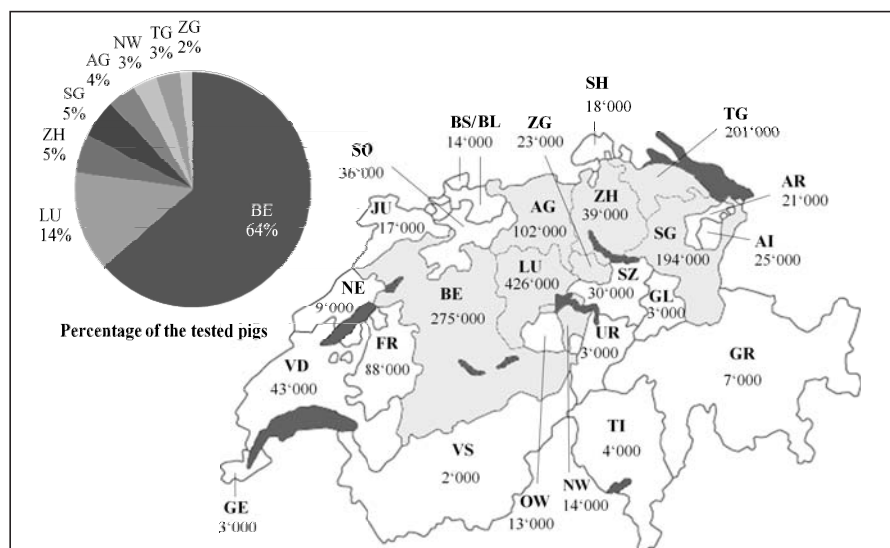 NW
3%
TG
3%
ZG
2%
AG
4%
SG
5%
ZH
5%
LU
14%
BE
64%
Percentage of the tested pigs
SH
18‘000
BS/BL
14‘000
ZG
23‘000
TG
201‘000
SO
36‘000
AR
21‘000
JU
17‘000
AG
102‘000
ZH
39‘000
SG
194‘000
AI
25‘000
NE
9‘000
BE
275‘000
LU
426‘000
SZ
30‘000
GL
3‘000
FR
88‘000
UR
3‘000
GR
7‘000
VD
43‘000
VS
2‘000
TI
4‘000
GE
3‘000
OW
13‘000
NW
14‘000